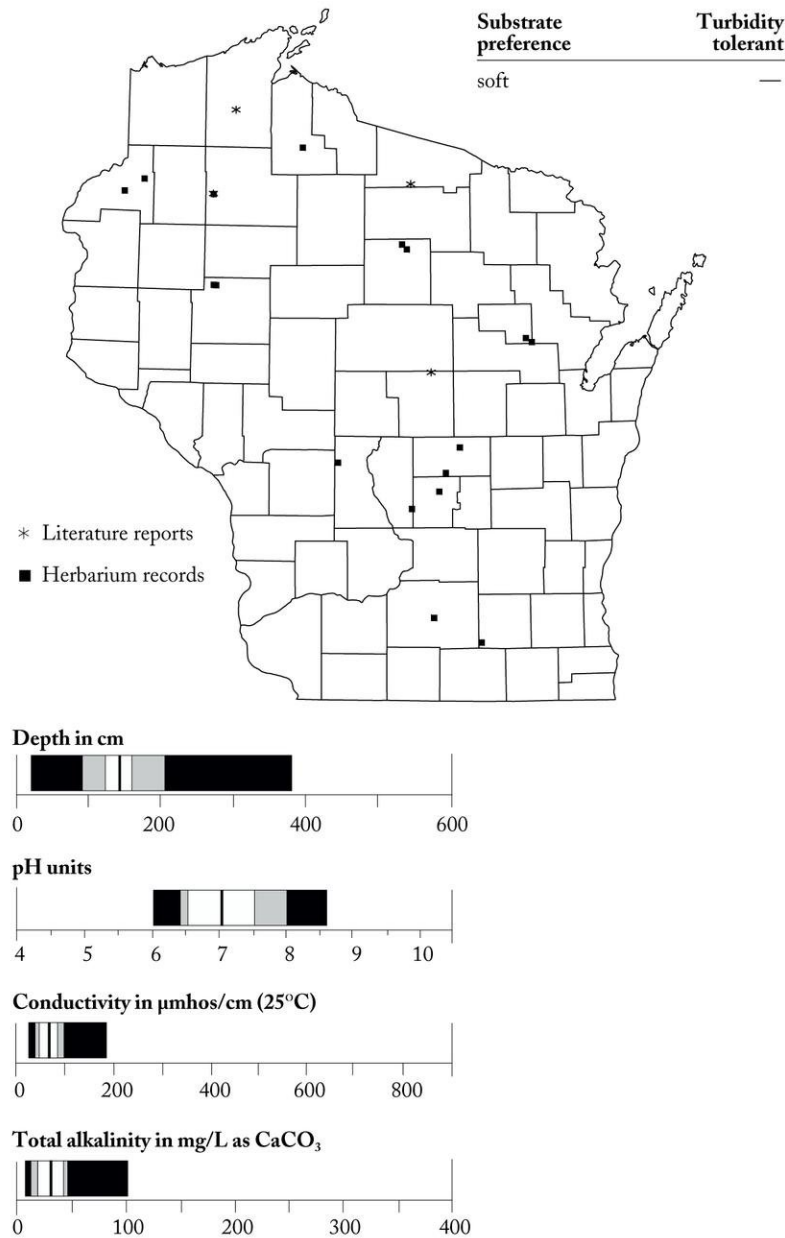 Substrate preference Turbidity tolerant
soft —
* Literature reports
■ Herbarium records
Depth in cm
0 200 400 600
pH units
4 5 6 7 8 9 10
Conductivity in µmhos/cm (25°C)
0 200 400 600 800
Total alkalinity in mg/L as CaCO₃
0 100 200 300 400